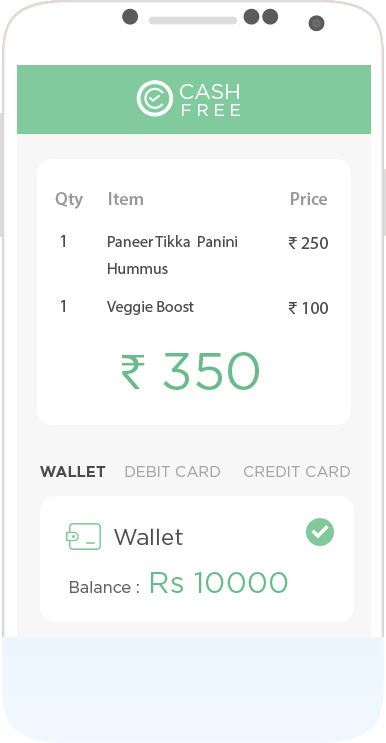 CASH
FREE
Qty Item Price
1 Paneer Tikka Panini ₹ 250
Hummus
1 Veggie Boost ₹ 100
₹ 350
WALLET DEBIT CARD CREDIT CARD
Wallet
Balance : Rs 10000